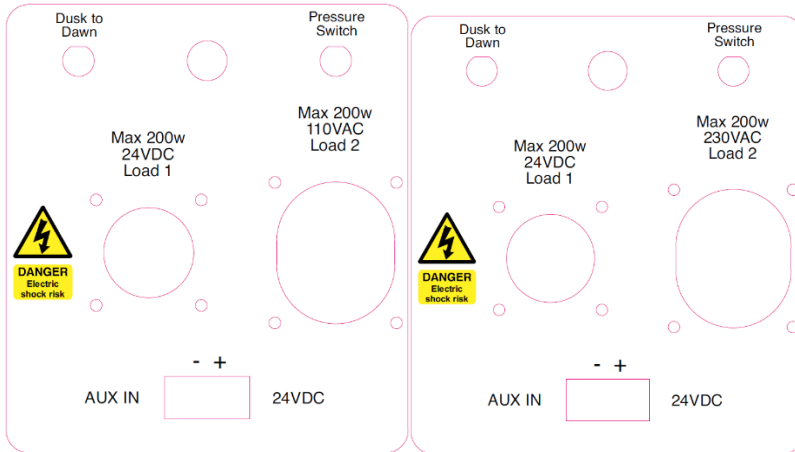 Dusk to
Dawn
Pressure
Switch
Max 200w
24VDC
Load 1
Max 200w
110VAC
Load 2
DANGER
Electric
shock risk
- +
AUX IN
24VDC
Dusk to
Dawn
Pressure
Switch
Max 200w
24VDC
Load 1
Max 200w
230VAC
Load 2
DANGER
Electric
shock risk
- +
AUX IN
24VDC